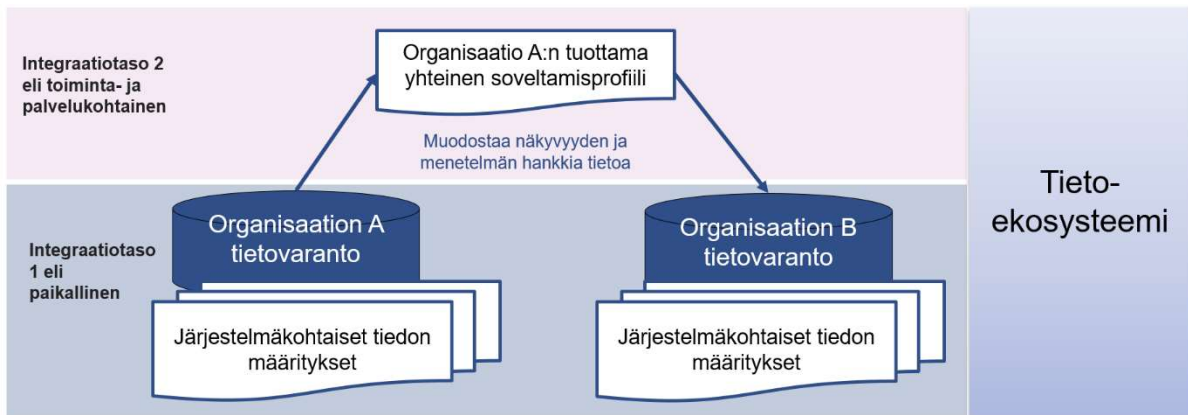 Integraatiotaso 2
eli toiminta- ja
palvelukohtainen
Organisaatio A:n tuottama
yhteinen soveltamisprofiili
Muodostaa näkyvyyden ja
menetelmän hankkia tietoa
Integraatiotaso
1 eli
paikallinen
Organisaation A
tietovaranto
Järjestelmäkohtaiset tiedon
määritykset
Organisaation B
tietovaranto
Järjestelmäkohtaiset tiedon
määritykset
Tieto-
ekosysteemi